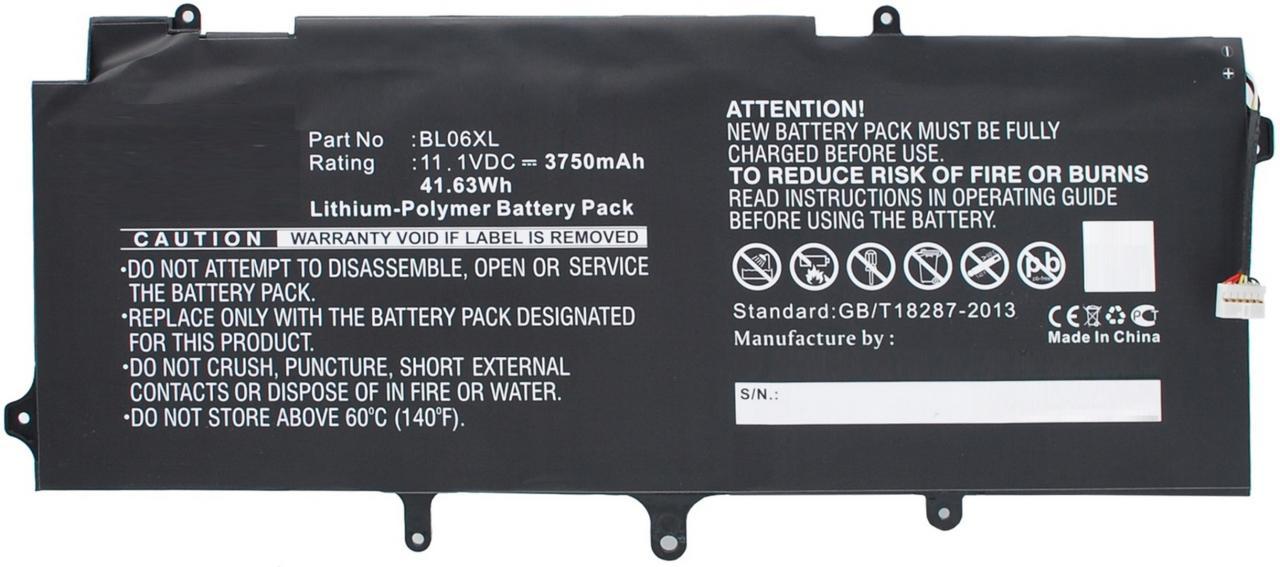 Part No :BL06XL
Rating :11.1VDC ⎓ 3750mAh
41.63Wh
Lithium-Polymer Battery Pack
CAUTION WARRANTY VOID IF LABEL IS REMOVED
•DO NOT ATTEMPT TO DISASSEMBLE, OPEN OR SERVICE
THE BATTERY PACK.
•REPLACE ONLY WITH THE BATTERY PACK DESIGNATED
FOR THIS PRODUCT.
•DO NOT CRUSH, PUNCTURE, SHORT EXTERNAL
CONTACTS OR DISPOSE OF IN FIRE OR WATER.
•DO NOT STORE ABOVE 60ºC (140ºF).
- 
+
ATTENTION!
NEW BATTERY PACK MUST BE FULLY
CHARGED BEFORE USE.
TO REDUCE RISK OF FIRE OR BURNS
READ INSTRUCTIONS IN OPERATING GUIDE
BEFORE USING THE BATTERY.
pb
Standard:GB/T18287-2013
CE
Manufacture by :
Made In China
S/N.: